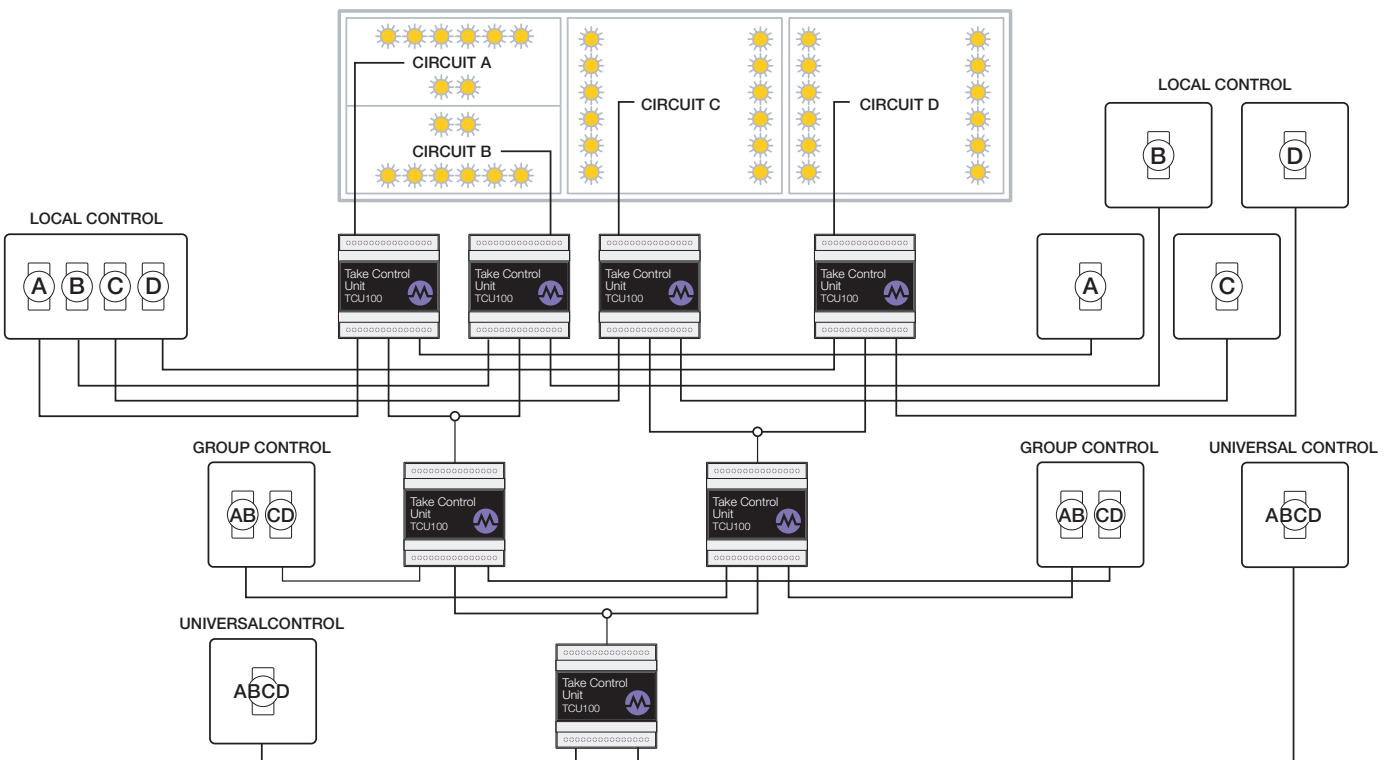 CIRCUIT A
CIRCUIT B
CIRCUIT C
CIRCUIT D
LOCAL CONTROL
B
D
LOCAL CONTROL
A B C D
Take Control
Unit
TCU100
Take Control
Unit
TCU100
Take Control
Unit
TCU100
Take Control
Unit
TCU100
A
C
GROUP CONTROL
AB CD
Take Control
Unit
TCU100
Take Control
Unit
TCU100
GROUP CONTROL
AB CD
UNIVERSAL CONTROL
ABCD
UNIVERSALCONTROL
ABCD
Take Control
Unit
TCU100